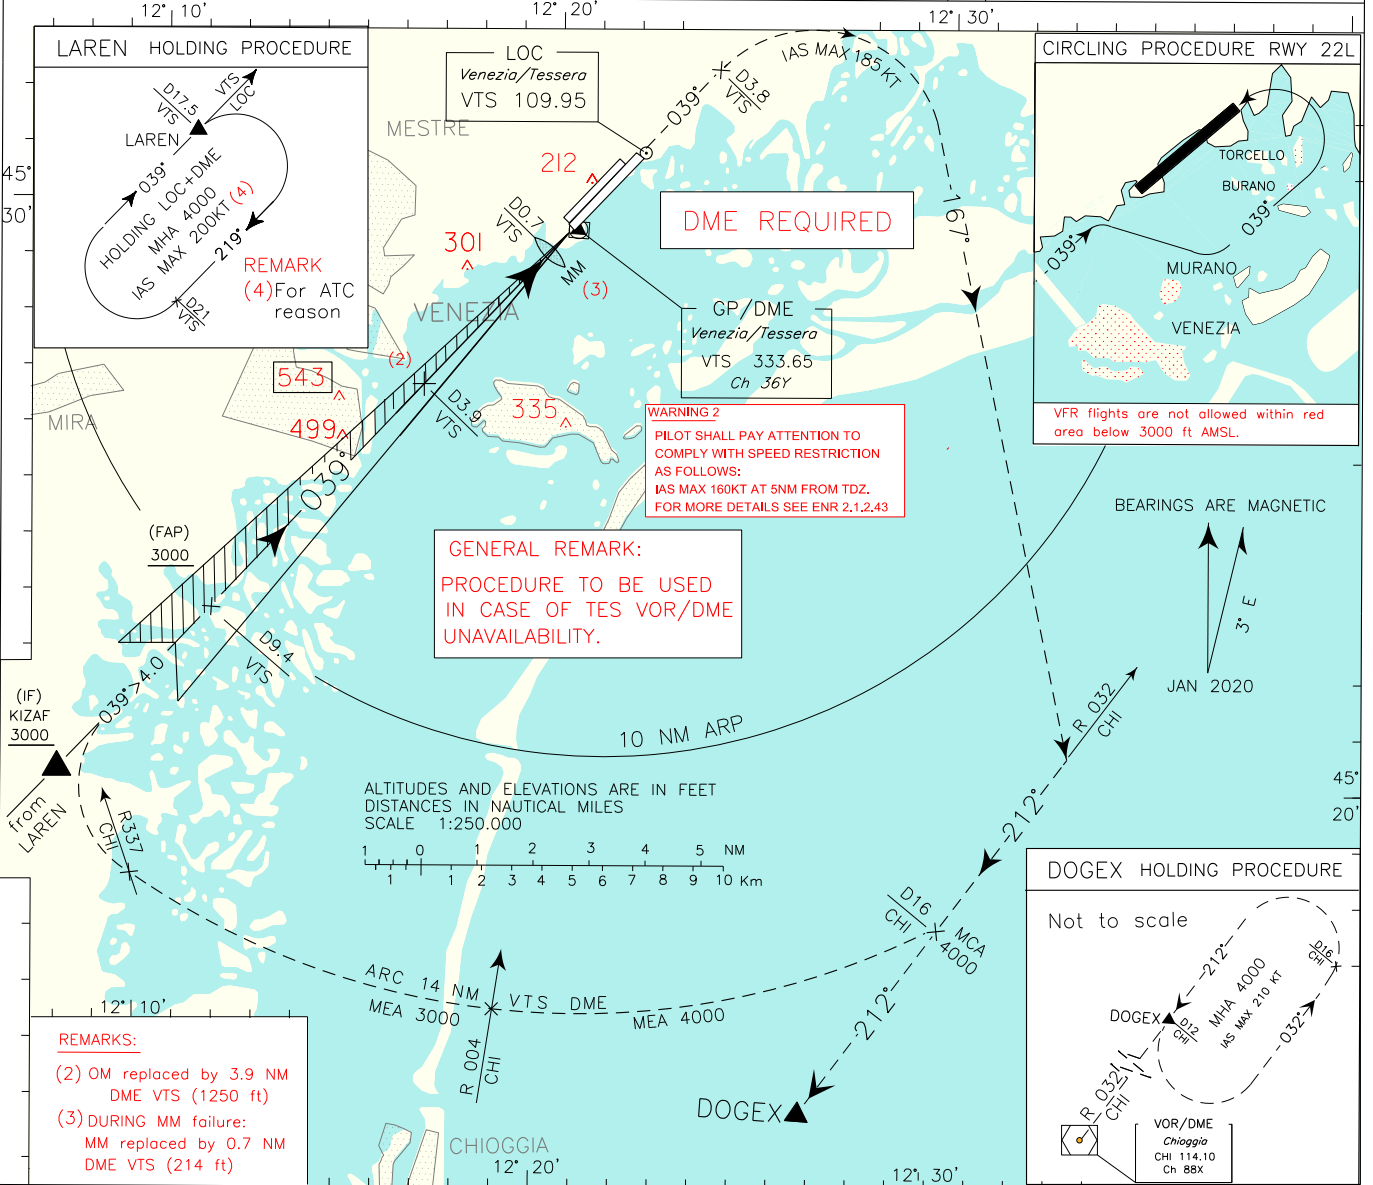 12° 10'
12° 20'
12° 30'
LAREN HOLDING PROCEDURE
D17.5
VTS
VTS
LOC
LAREN
039°
HOLDING LOC+DME
MHA 4000
IAS MAX 200KT (4)
219°
D21
VTS
REMARK
(4)For ATC
reason
LOC
Venezia/Tessera
VTS 109.95
MESTRE
212
301
D0.7
VTS
MM
(3)
VENEZIA
(2)
543
499
MIRA
335
D3.9
VTS
039°
D3.8
VTS
IAS MAX 185 KT
167°
DME REQUIRED
GP/DME
Venezia/Tessera
VTS 333.65
Ch 36Y
CIRCLING PROCEDURE RWY 22L
TORCELLO
BURANO
039°
039°
MURANO
VENEZIA
VFR flights are not allowed within red
area below 3000 ft AMSL.
45°
30'
WARNING 2
PILOT SHALL PAY ATTENTION TO
COMPLY WITH SPEED RESTRICTION
AS FOLLOWS:
IAS MAX 160KT AT 5NM FROM TDZ.
FOR MORE DETAILS SEE ENR 2.1.2.43
039°
(FAP)
3000
GENERAL REMARK:
PROCEDURE TO BE USED
IN CASE OF TES VOR/DME
UNAVAILABILITY.
BEARINGS ARE MAGNETIC
3° E
JAN 2020
D9.4
VTS
039°>4.0
(IF)
KIZAF
3000
from
LAREN
10 NM ARP
R 032
CHI
R337
CHI
ALTITUDES AND ELEVATIONS ARE IN FEET
DISTANCES IN NAUTICAL MILES
SCALE 1:250.000
1 0 1 2 3 4 5 NM
1 1 2 3 4 5 6 7 8 9 10 Km
45°
20'
212°
D16
CHI
MCA
4000
212°
ARC 14 NM VTS DME
MEA 3000
MEA 4000
R 004
CHI
DOGEX
DOGEX HOLDING PROCEDURE
Not to scale
212°
D16
CHI
MHA 4000
IAS MAX 210 KT
DOGEX
D12
CHI
032°
R 032
CHI
VOR/DME
Chioggia
CHI 114.10
Ch 88X
12° 10'
REMARKS:
(2) OM replaced by 3.9 NM
DME VTS (1250 ft)
(3) DURING MM failure:
MM replaced by 0.7 NM
DME VTS (214 ft)
CHIOGGIA
12° 20'
12° 30'